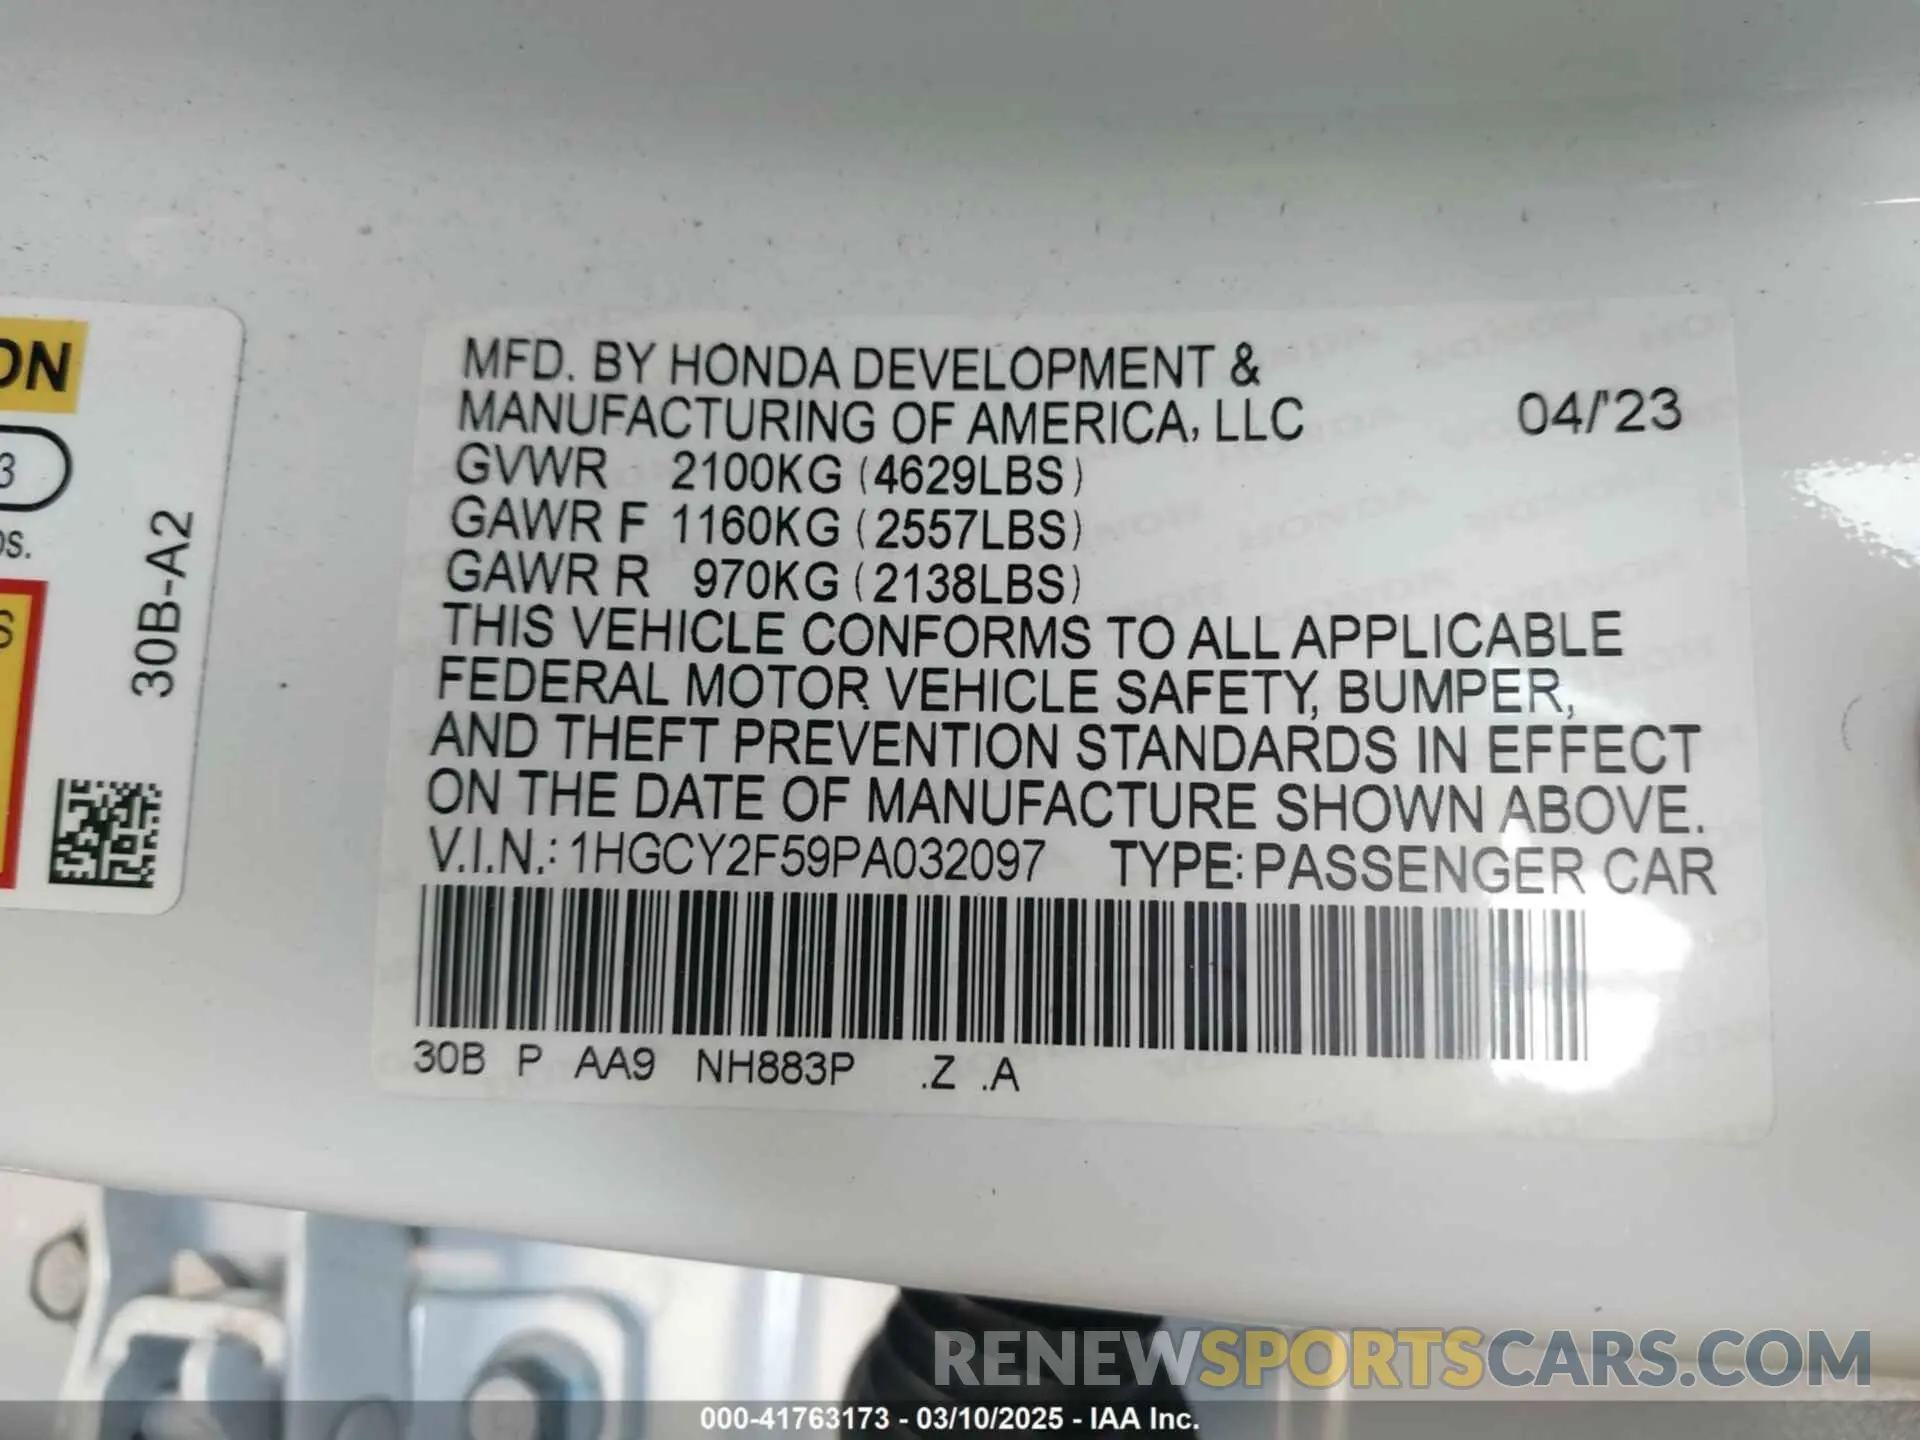 ON
3
os.
S
30B-A2
MFD. BY HONDA DEVELOPMENT &
MANUFACTURING OF AMERICA, LLC 04/'23
GVWR 2100KG (4629LBS)
GAWR F 1160KG (2557LBS)
GAWR R 970KG (2138LBS)
THIS VEHICLE CONFORMS TO ALL APPLICABLE
FEDERAL MOTOR VEHICLE SAFETY, BUMPER,
AND THEFT PREVENTION STANDARDS IN EFFECT
ON THE DATE OF MANUFACTURE SHOWN ABOVE.
V.I.N.: 1HGCY2F59PA032097 TYPE: PASSENGER CAR
30B P AA9 NH883P .Z .A
RENEWSPORTSCARS.COM
000-41763173 - 03/10/2025 - IAA Inc.